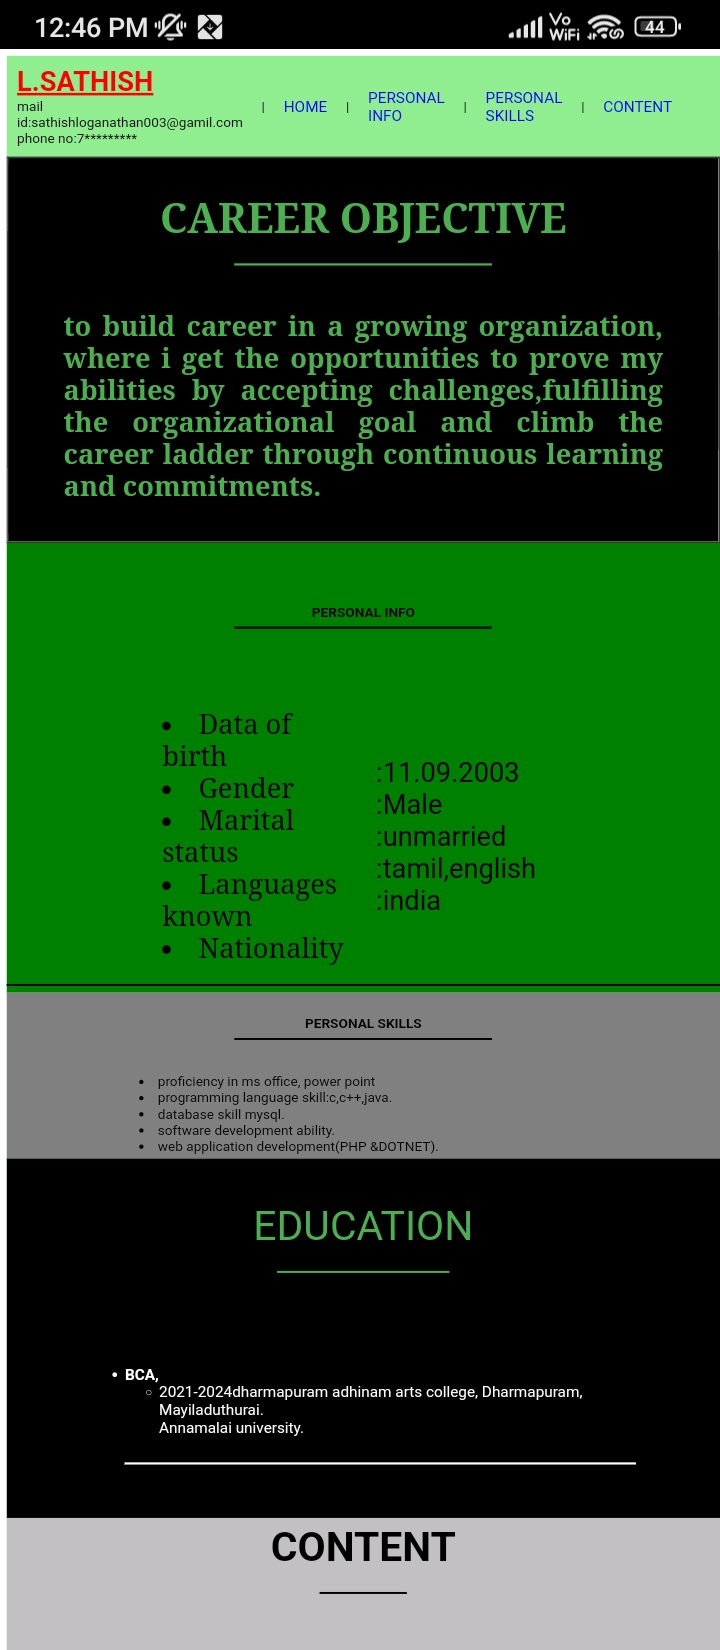 12:46 PM
Vo
WiFi
44
L.SATHISH
mail
id:sathishloganathan003@gamil.com
phone no:7*********
| HOME | PERSONAL INFO | PERSONAL SKILLS | CONTENT
CAREER OBJECTIVE
to build career in a growing organization,
where i get the opportunities to prove my
abilities by accepting challenges,fulfilling
the organizational goal and climb the
career ladder through continuous learning
and commitments.
PERSONAL INFO
• Data of
birth
• Gender
• Marital
status
• Languages
known
• Nationality
:11.09.2003
:Male
:unmarried
:tamil,english
:india
PERSONAL SKILLS
• proficiency in ms office, power point
• programming language skill:c,c++,java.
• database skill mysql.
• software development ability.
• web application development(PHP &DOTNET).
EDUCATION
• BCA,
○ 2021-2024dharmapuram adhinam arts college, Dharmapuram,
Mayiladuthurai.
Annamalai university.
CONTENT